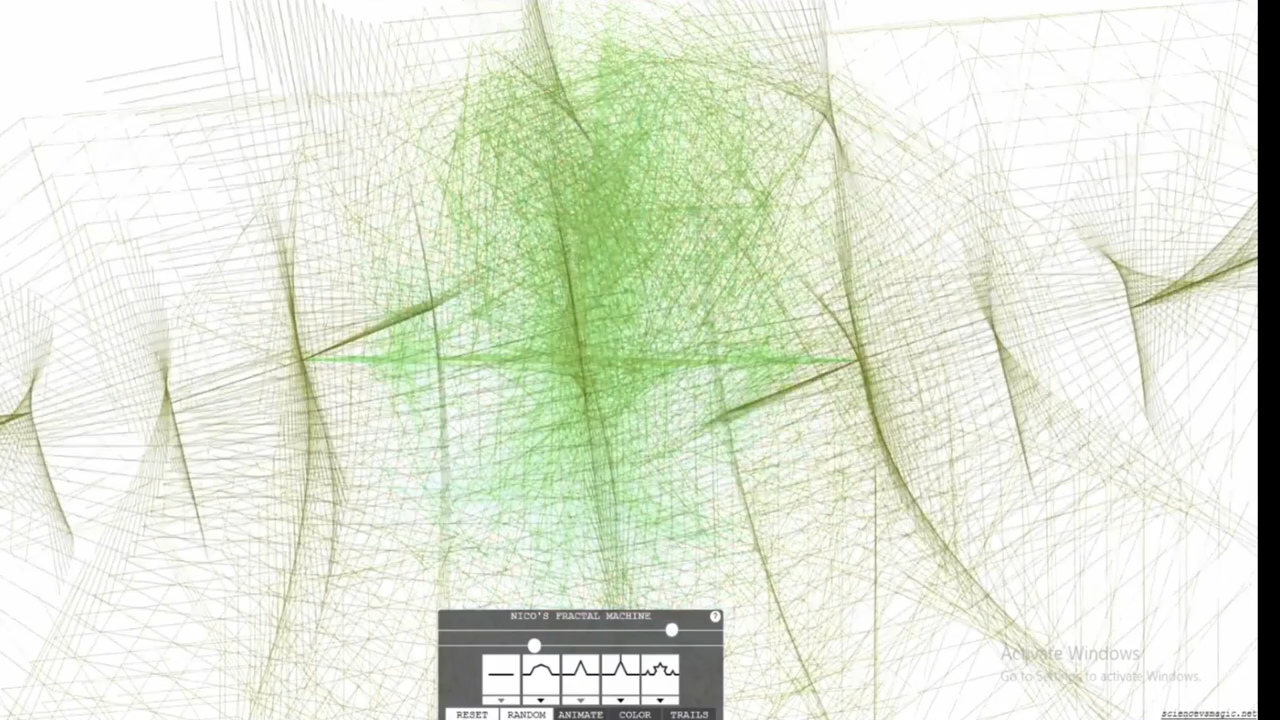 NICO'S FRACTAL MACHINE
?
RESET RANDOM ANIMATE COLOR TRAILS
Activate Windows
Go to Settings to activate Windows.
sciencevsmagic.net